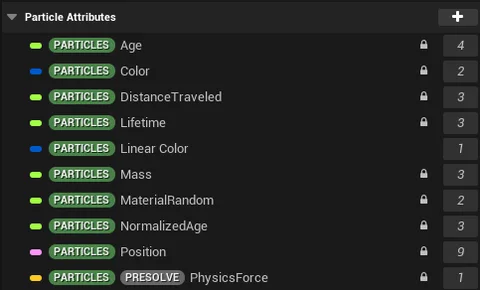 Particle Attributes +
PARTICLES Age 4
PARTICLES Color 2
PARTICLES DistanceTraveled 3
PARTICLES Lifetime 3
PARTICLES Linear Color 1
PARTICLES Mass 3
PARTICLES MaterialRandom 2
PARTICLES NormalizedAge 3
PARTICLES Position 9
PARTICLES PRESOLVE PhysicsForce 1